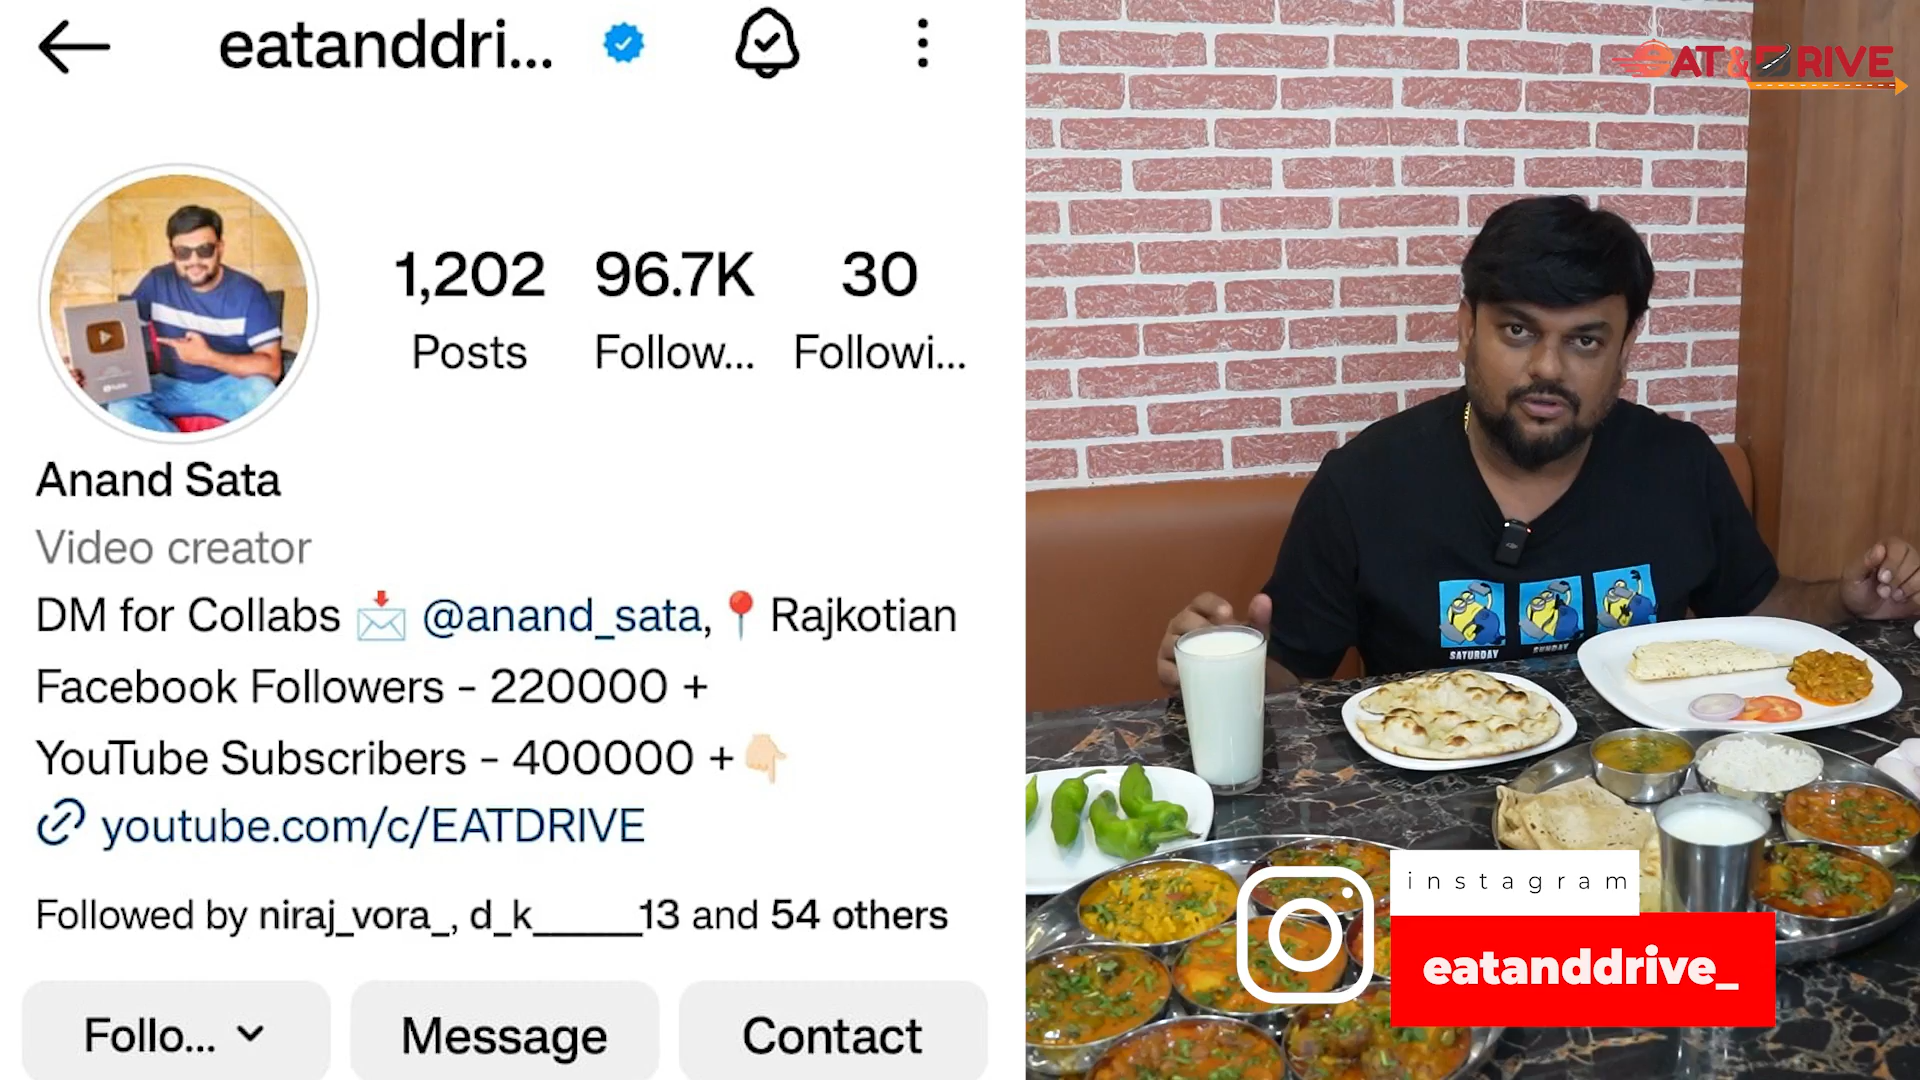 eatanddri...
1,202 96.7K 30
Posts Follow... Followi...
Anand Sata
Video creator
DM for Collabs 📩 @anand_sata,📍Rajkotian
Facebook Followers - 220000 +
YouTube Subscribers - 400000 +👇🏻
youtube.com/c/EATDRIVE
Followed by niraj_vora_, d_k_____13 and 54 others
Follo...
Message
Contact
EAT & DRIVE
SATURDAY SUNDAY
instagram
eatanddrive_